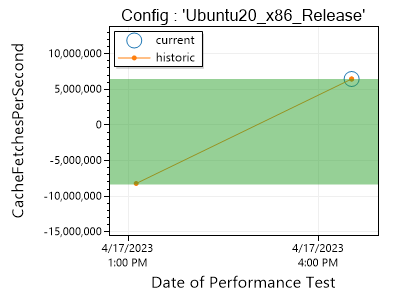 Config : 'Ubuntu20_x86_Release'
current
historic
CacheFetchesPerSecond
10,000,000
5,000,000
0
-5,000,000
-10,000,000
-15,000,000
4/17/2023
1:00 PM
4/17/2023
4:00 PM
Date of Performance Test